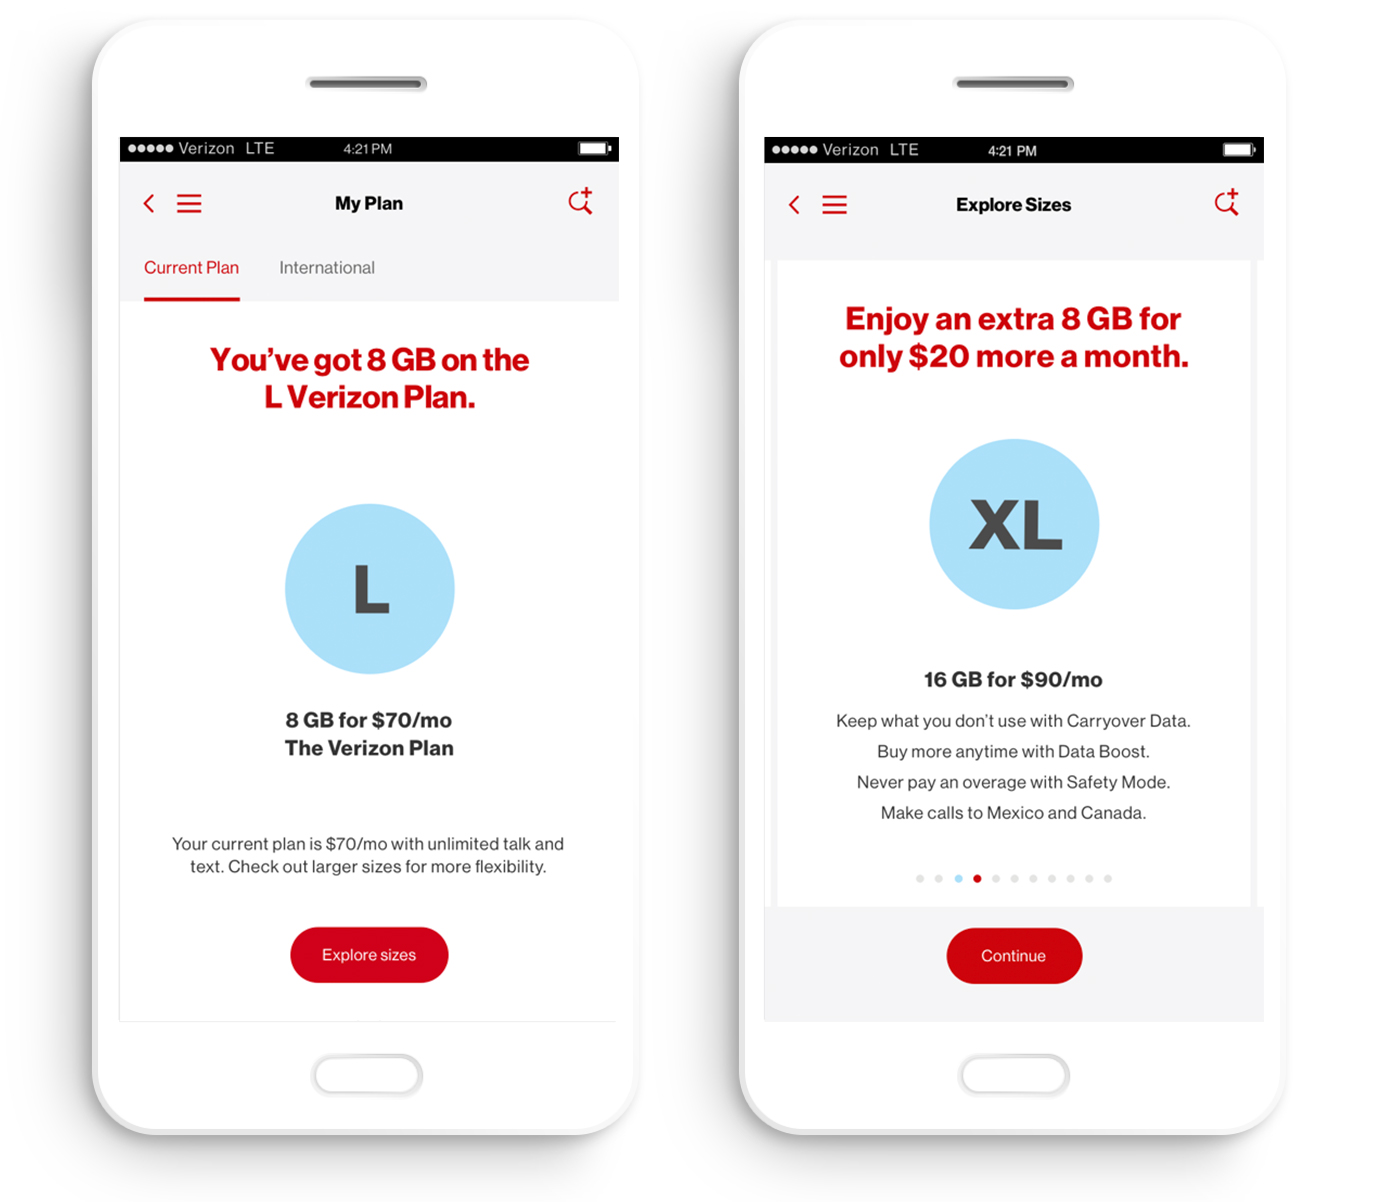 Verizon LTE 4:21 PM
My Plan
Current Plan International
You’ve got 8 GB on the
L Verizon Plan.
L
8 GB for $70/mo
The Verizon Plan
Your current plan is $70/mo with unlimited talk and
text. Check out larger sizes for more flexibility.
Explore sizes
Verizon LTE 4:21 PM
Explore Sizes
Enjoy an extra 8 GB for
only $20 more a month.
XL
16 GB for $90/mo
Keep what you don’t use with Carryover Data.
Buy more anytime with Data Boost.
Never pay an overage with Safety Mode.
Make calls to Mexico and Canada.
Continue